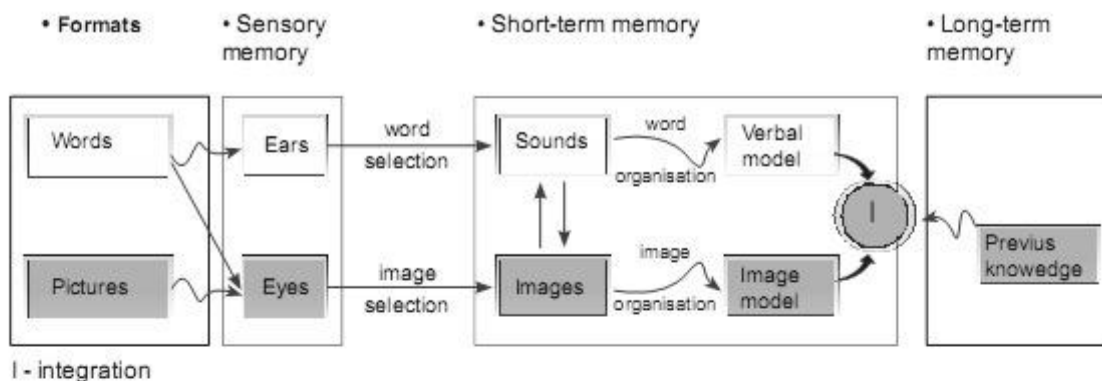 • Formats
• Sensory
memory
• Short-term memory
• Long-term
memory
Words
Ears
word
selection
Sounds
word
organisation
Verbal
model
I
Previus
knowedge
Pictures
Eyes
image
selection
Images
image
organisation
Image
model
I - integration